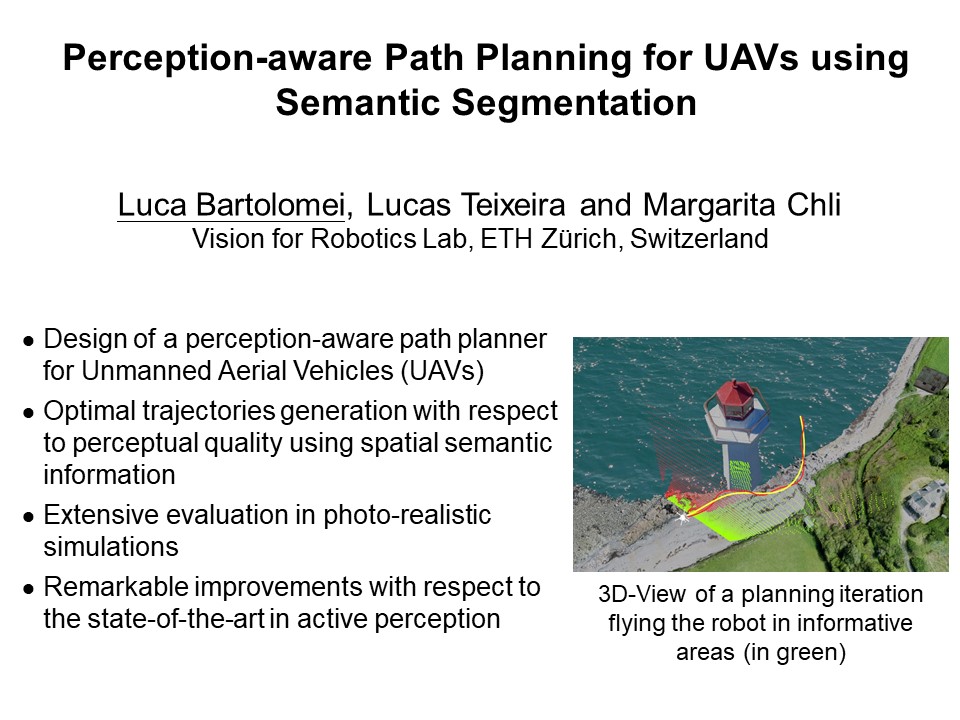 Perception-aware Path Planning for UAVs using
Semantic Segmentation
Luca Bartolomei, Lucas Teixeira and Margarita Chli
Vision for Robotics Lab, ETH Zürich, Switzerland
• Design of a perception-aware path planner
for Unmanned Aerial Vehicles (UAVs)
• Optimal trajectories generation with respect
to perceptual quality using spatial semantic
information
• Extensive evaluation in photo-realistic
simulations
• Remarkable improvements with respect to
the state-of-the-art in active perception
3D-View of a planning iteration
flying the robot in informative
areas (in green)